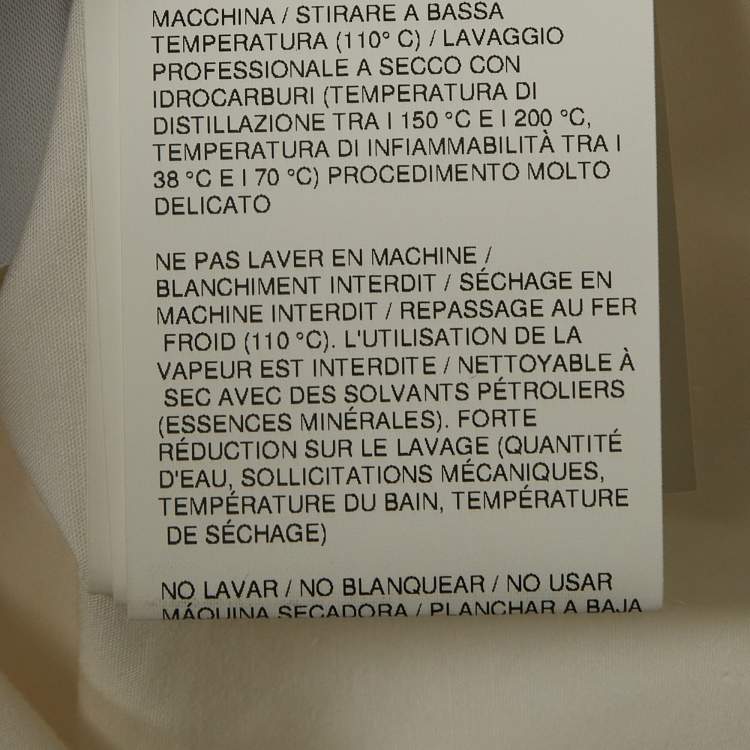 MACCHINA / STIRARE A BASSA
TEMPERATURA (110° C) / LAVAGGIO
PROFESSIONALE A SECCO CON
IDROCARBURI (TEMPERATURA DI
DISTILLAZIONE TRA I 150 °C E I 200 °C,
TEMPERATURA DI INFIAMMABILITÀ TRA I
38 °C E I 70 °C) PROCEDIMENTO MOLTO
DELICATO
NE PAS LAVER EN MACHINE /
BLANCHIMENT INTERDIT / SÉCHAGE EN
MACHINE INTERDIT / REPASSAGE AU FER
FROID (110 °C). L'UTILISATION DE LA
VAPEUR EST INTERDITE / NETTOYABLE À
SEC AVEC DES SOLVANTS PÉTROLIERS
(ESSENCES MINÉRALES). FORTE
RÉDUCTION SUR LE LAVAGE (QUANTITÉ
D'EAU, SOLLICITATIONS MÉCANIQUES,
TEMPÉRATURE DU BAIN, TEMPÉRATURE
DE SÉCHAGE)
NO LAVAR / NO BLANQUEAR / NO USAR
MÁQUINA SECADORA / PLANCHAR A BAJA